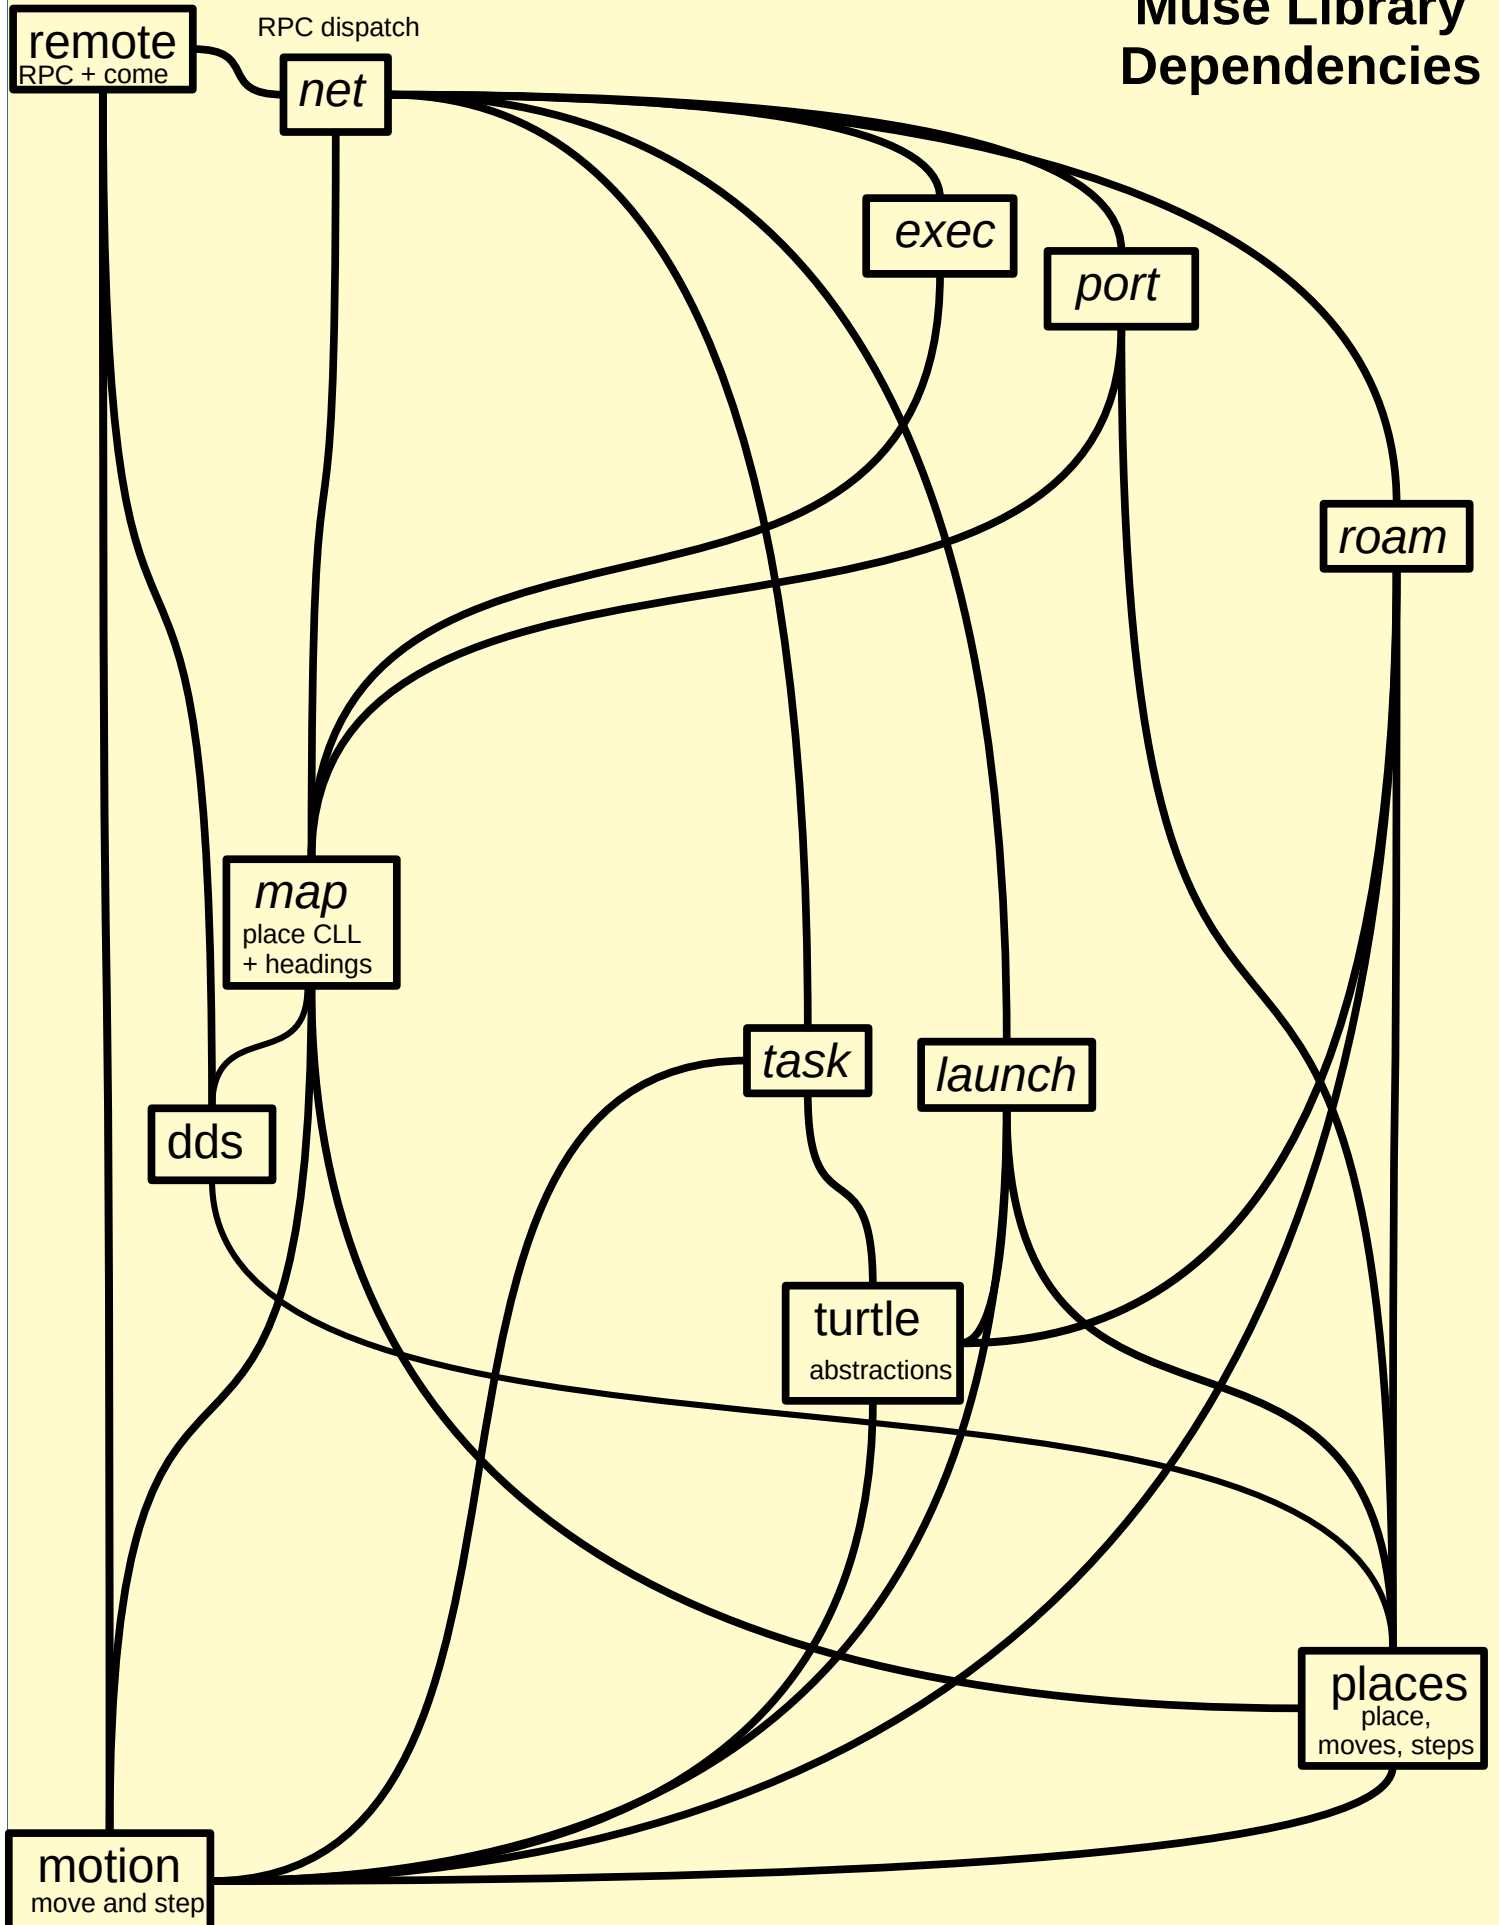 Muse Library
Dependencies
remote
RPC + come
RPC dispatch
net
exec
port
roam
map
place CLL
+ headings
task
launch
dds
turtle
abstractions
places
place,
moves, steps
motion
move and step